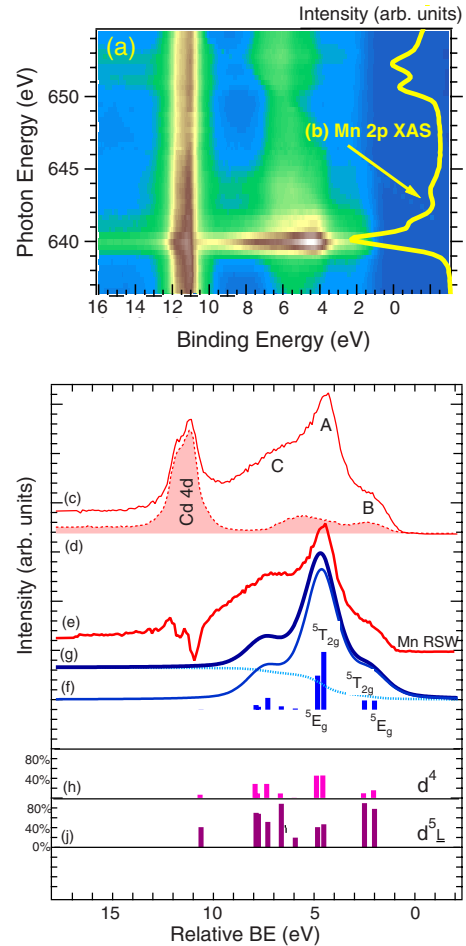 Intensity (arb. units)
(a)
Photon Energy (eV)
650
645
640
(b) Mn 2p XAS
16 14 12 10 8 6 4 2 0
Binding Energy (eV)
Intensity (arb. units)
A
C
B
(c)
Cd 4d
(d)
(e)
Mn RSW
(g)
⁵T₂g
(f)
⁵T₂g
⁵Eg
⁵Eg
80%
40%
(h)
d⁴
80%
40%
(j)
d⁵L̲
0%
15 10 5 0
Relative BE (eV)